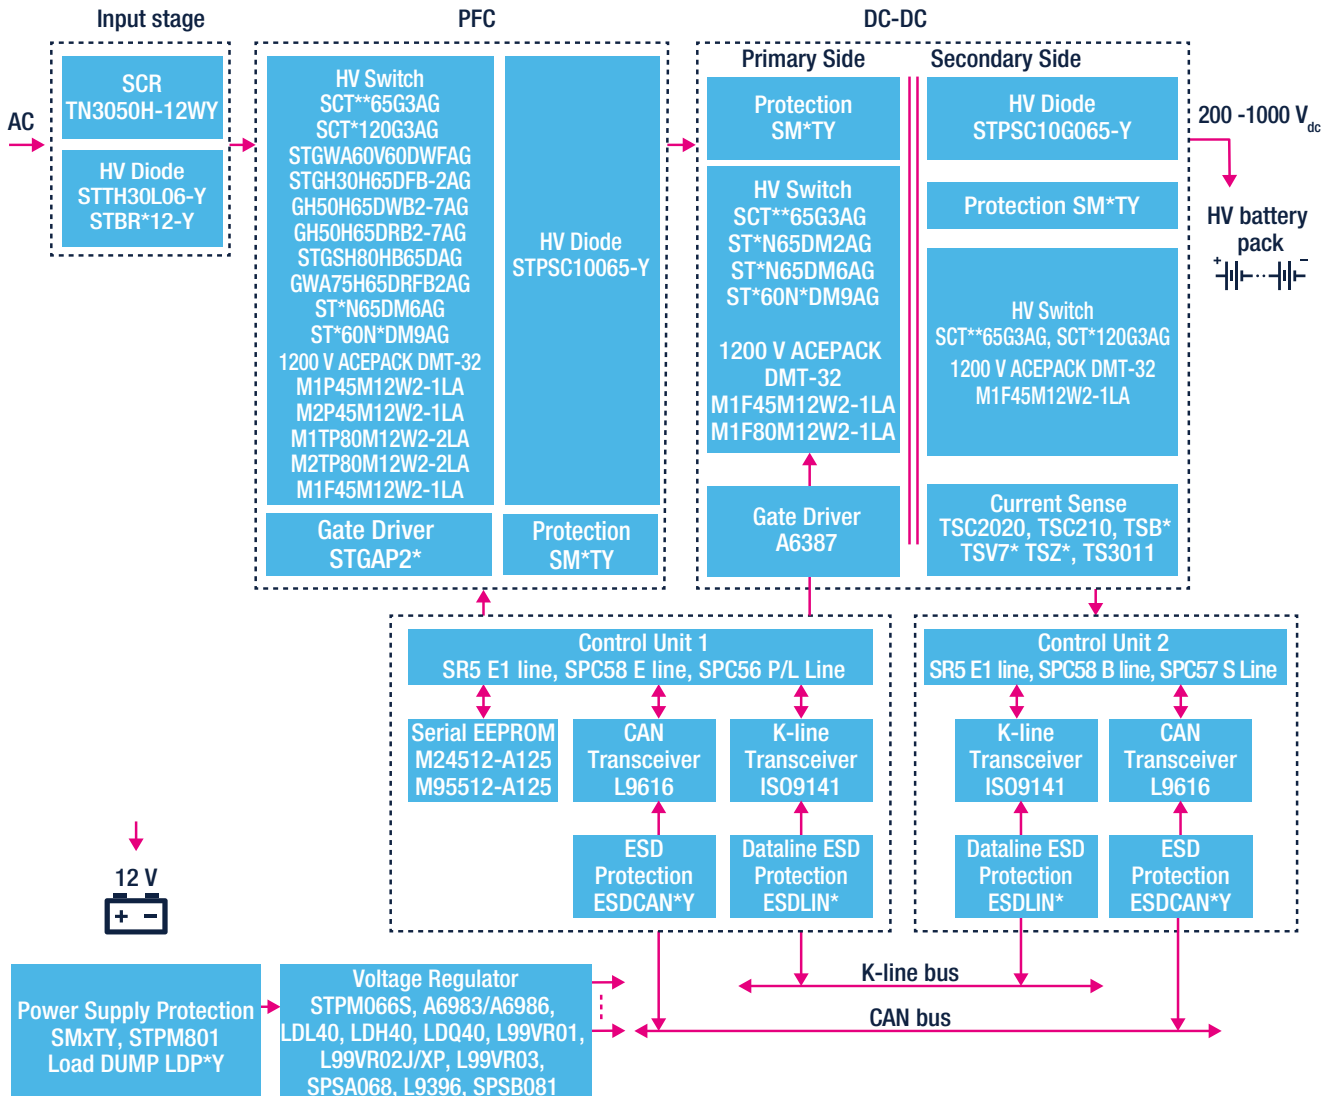 Input stage
PFC
DC-DC
Primary Side
Secondary Side
AC
SCR
TN3050H-12WY
HV Diode
STTH30L06-Y
STBR*12-Y
HV Switch
SCT**65G3AG
SCT*120G3AG
STGWA60V60DWFAG
STGH30H65DFB-2AG
GH50H65DWB2-7AG
GH50H65DRB2-7AG
STGSH80HB65DAG
GWA75H65DRFB2AG
ST*N65DM6AG
ST*60N*DM9AG
1200 V ACEPACK DMT-32
M1P45M12W2-1LA
M2P45M12W2-1LA
M1TP80M12W2-2LA
M2TP80M12W2-2LA
M1F45M12W2-1LA
HV Diode
STPSC10065-Y
Gate Driver
STGAP2*
Protection
SM*TY
Protection
SM*TY
HV Switch
SCT**65G3AG
ST*N65DM2AG
ST*N65DM6AG
ST*60N*DM9AG
1200 V ACEPACK
DMT-32
M1F45M12W2-1LA
M1F80M12W2-1LA
Gate Driver
A6387
HV Diode
STPSC10G065-Y
Protection SM*TY
HV Switch
SCT**65G3AG, SCT*120G3AG
1200 V ACEPACK DMT-32
M1F45M12W2-1LA
Current Sense
TSC2020, TSC210, TSB*
TSV7* TSZ*, TS3011
200 -1000 Vdc
HV battery
pack
+ −
Control Unit 1
SR5 E1 line, SPC58 E line, SPC56 P/L Line
Serial EEPROM
M24512-A125
M95512-A125
CAN
Transceiver
L9616
K-line
Transceiver
ISO9141
ESD
Protection
ESDCAN*Y
Dataline ESD
Protection
ESDLIN*
Control Unit 2
SR5 E1 line, SPC58 B line, SPC57 S Line
K-line
Transceiver
ISO9141
CAN
Transceiver
L9616
Dataline ESD
Protection
ESDLIN*
ESD
Protection
ESDCAN*Y
12 V
+ −
Power Supply Protection
SMxTY, STPM801
Load DUMP LDP*Y
Voltage Regulator
STPM066S, A6983/A6986,
LDL40, LDH40, LDQ40, L99VR01,
L99VR02J/XP, L99VR03,
SPSA068, L9396, SPSB081
K-line bus
CAN bus